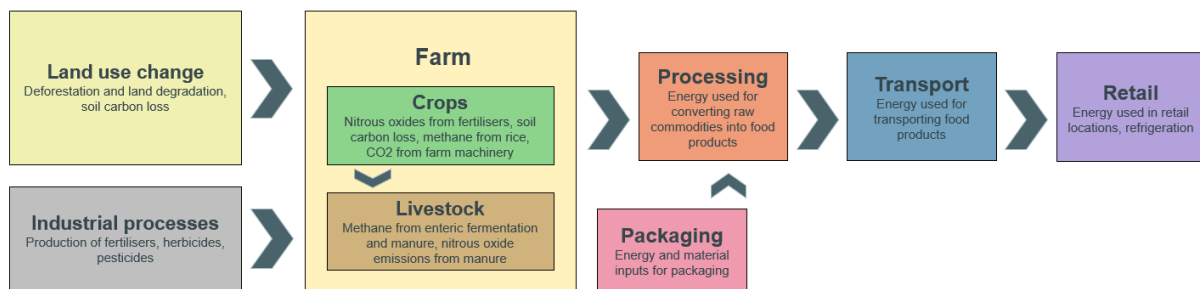 Land use change
Deforestation and land degradation,
soil carbon loss
Industrial processes
Production of fertilisers, herbicides,
pesticides
Farm
Crops
Nitrous oxides from fertilisers, soil
carbon loss, methane from rice,
CO2 from farm machinery
Livestock
Methane from enteric fermentation
and manure, nitrous oxide
emissions from manure
Processing
Energy used for
converting raw
commodities into food
products
Packaging
Energy and material
inputs for packaging
Transport
Energy used for
transporting food
products
Retail
Energy used in retail
locations, refrigeration